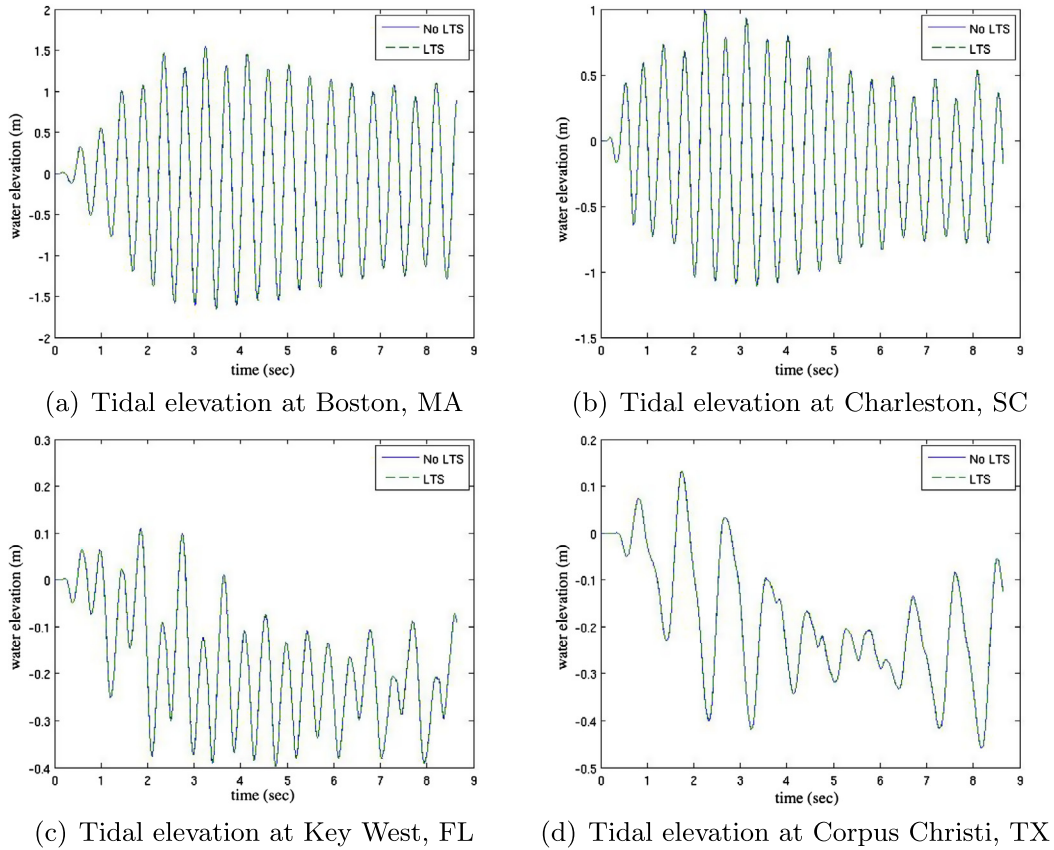 2
1.5
1
0.5
0
-0.5
-1
-1.5
-2
water elevation (m)
No LTS
LTS
0 1 2 3 4 5 6 7 8 9
time (sec)
(a) Tidal elevation at Boston, MA
1
0.5
0
-0.5
-1
-1.5
water elevation (m)
No LTS
LTS
0 1 2 3 4 5 6 7 8 9
time (sec)
(b) Tidal elevation at Charleston, SC
0.3
0.2
0.1
0
-0.1
-0.2
-0.3
-0.4
water elevation (m)
No LTS
LTS
0 1 2 3 4 5 6 7 8 9
time (sec)
(c) Tidal elevation at Key West, FL
0.2
0.1
0
-0.1
-0.2
-0.3
-0.4
-0.5
water elevation (m)
No LTS
LTS
0 1 2 3 4 5 6 7 8 9
time (sec)
(d) Tidal elevation at Corpus Christi, TX